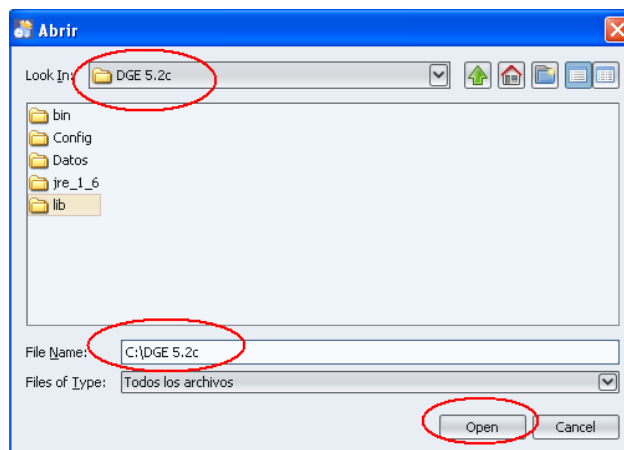 Abrir
Look In: DGE 5.2c
bin
Config
Datos
jre_1_6
lib
File Name: C:\DGE 5.2c
Files of Type: Todos los archivos
Open Cancel